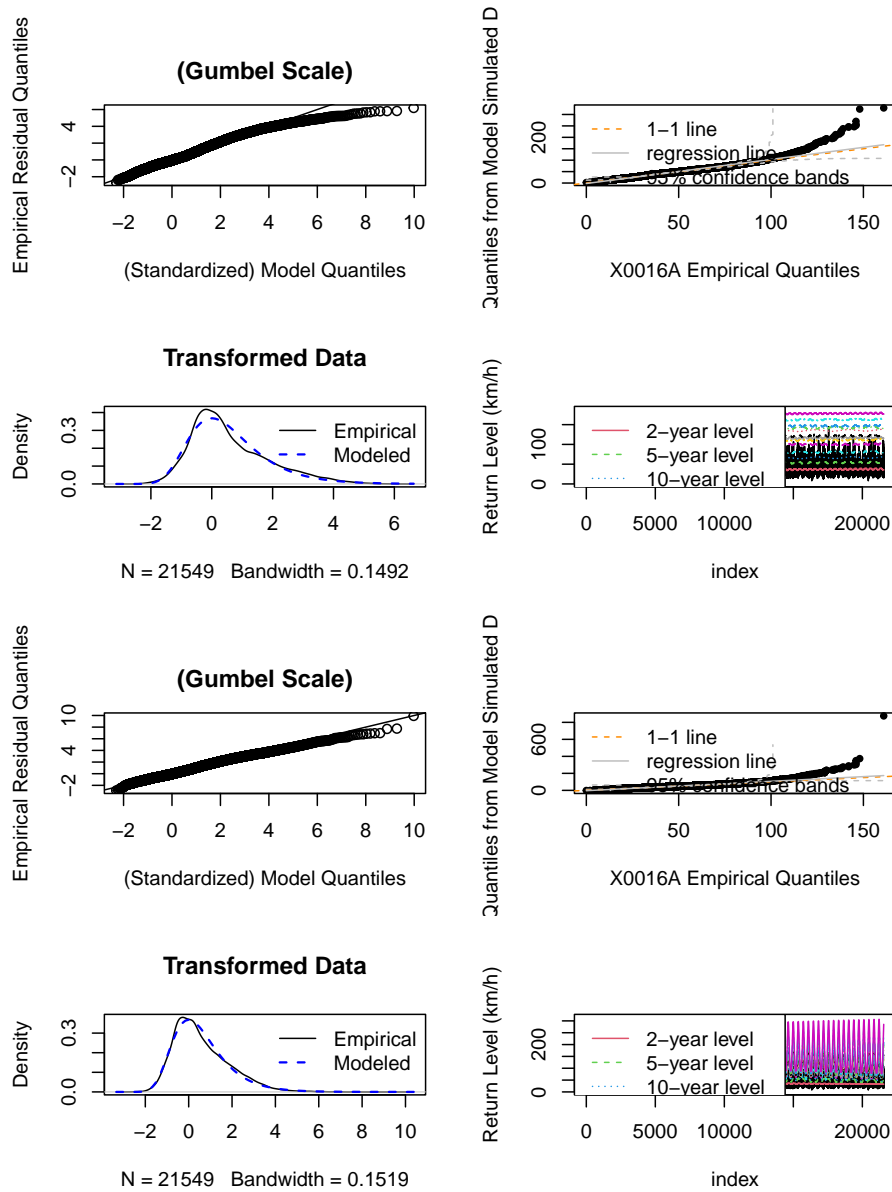 (Gumbel Scale)
Empirical Residual Quantiles
4
−2
−2 0 2 4 6 8 10
(Standardized) Model Quantiles
Quantiles from Model Simulated D
200
0
1−1 line
regression line
95% confidence bands
0 50 100 150
X0016A Empirical Quantiles
Transformed Data
Density
0.3
0.0
Empirical
Modeled
−2 0 2 4 6
N = 21549 Bandwidth = 0.1492
Return Level (km/h)
100
0
2−year level
5−year level
10−year level
0 5000 10000 20000
index
(Gumbel Scale)
Empirical Residual Quantiles
10
4
−2
−2 0 2 4 6 8 10
(Standardized) Model Quantiles
Quantiles from Model Simulated D
600
0
1−1 line
regression line
95% confidence bands
0 50 100 150
X0016A Empirical Quantiles
Transformed Data
Density
0.3
0.0
Empirical
Modeled
−2 0 2 4 6 8 10
N = 21549 Bandwidth = 0.1519
Return Level (km/h)
200
0
2−year level
5−year level
10−year level
0 5000 10000 20000
index